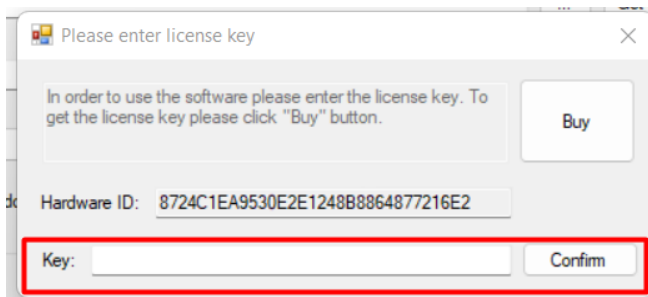 Please enter license key
In order to use the software please enter the license key. To
get the license key please click "Buy" button.
Buy
Hardware ID: 8724C1EA9530E2E1248B8864877216E2
Key:
Confirm